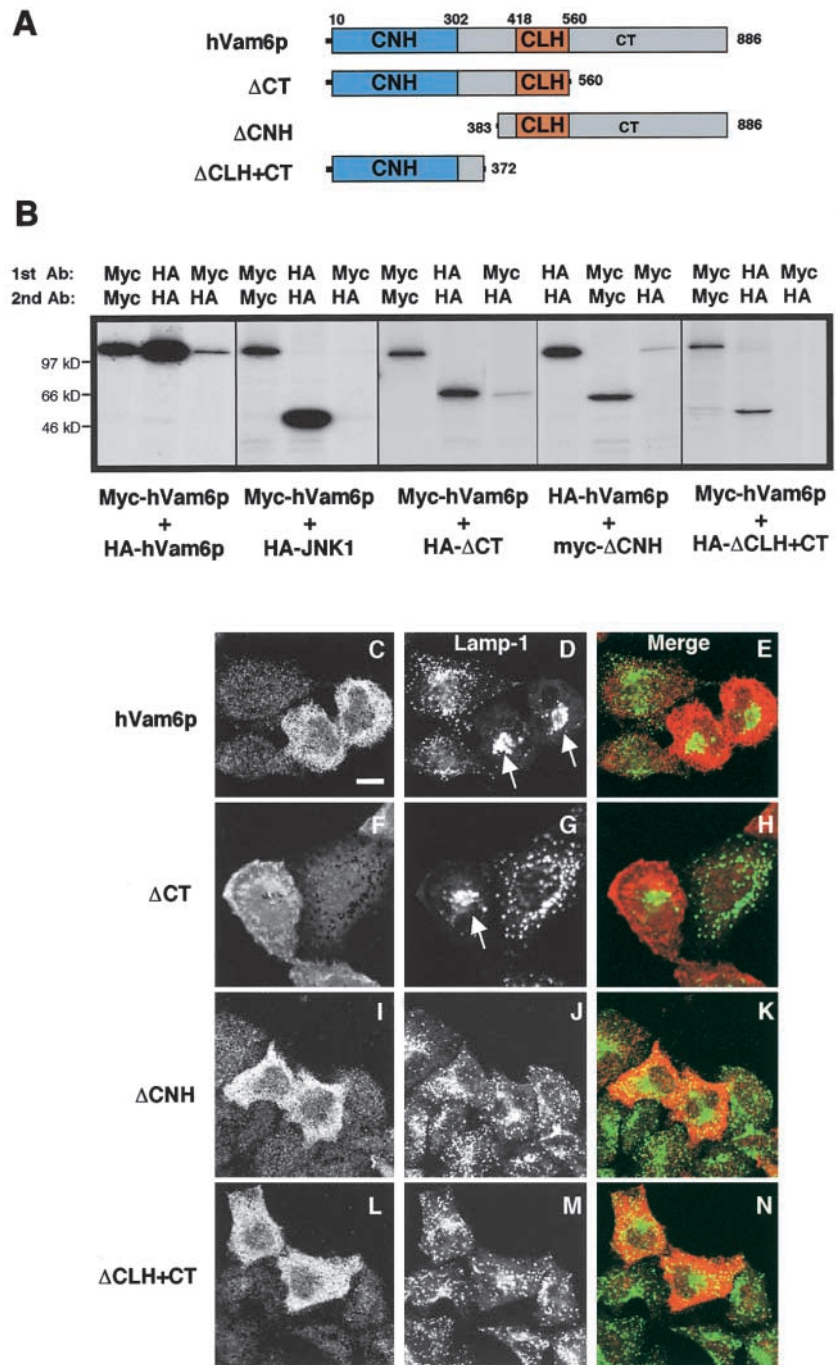 A
10 302 418 560
hVam6p CNH CLH CT 886
ΔCT CNH CLH 560
ΔCNH 383 CLH CT 886
ΔCLH+CT CNH 372
B
1st Ab: Myc HA Myc Myc HA Myc Myc HA Myc HA Myc Myc Myc HA Myc
2nd Ab: Myc HA HA Myc HA HA Myc HA HA HA Myc HA Myc HA HA
97 kD
66 kD
46 kD
Myc-hVam6p + HA-hVam6p
Myc-hVam6p + HA-JNK1
Myc-hVam6p + HA-ΔCT
HA-hVam6p + myc-ΔCNH
Myc-hVam6p + HA-ΔCLH+CT
C Lamp-1 D Merge E
hVam6p
F G H
ΔCT
I J K
ΔCNH
L M N
ΔCLH+CT